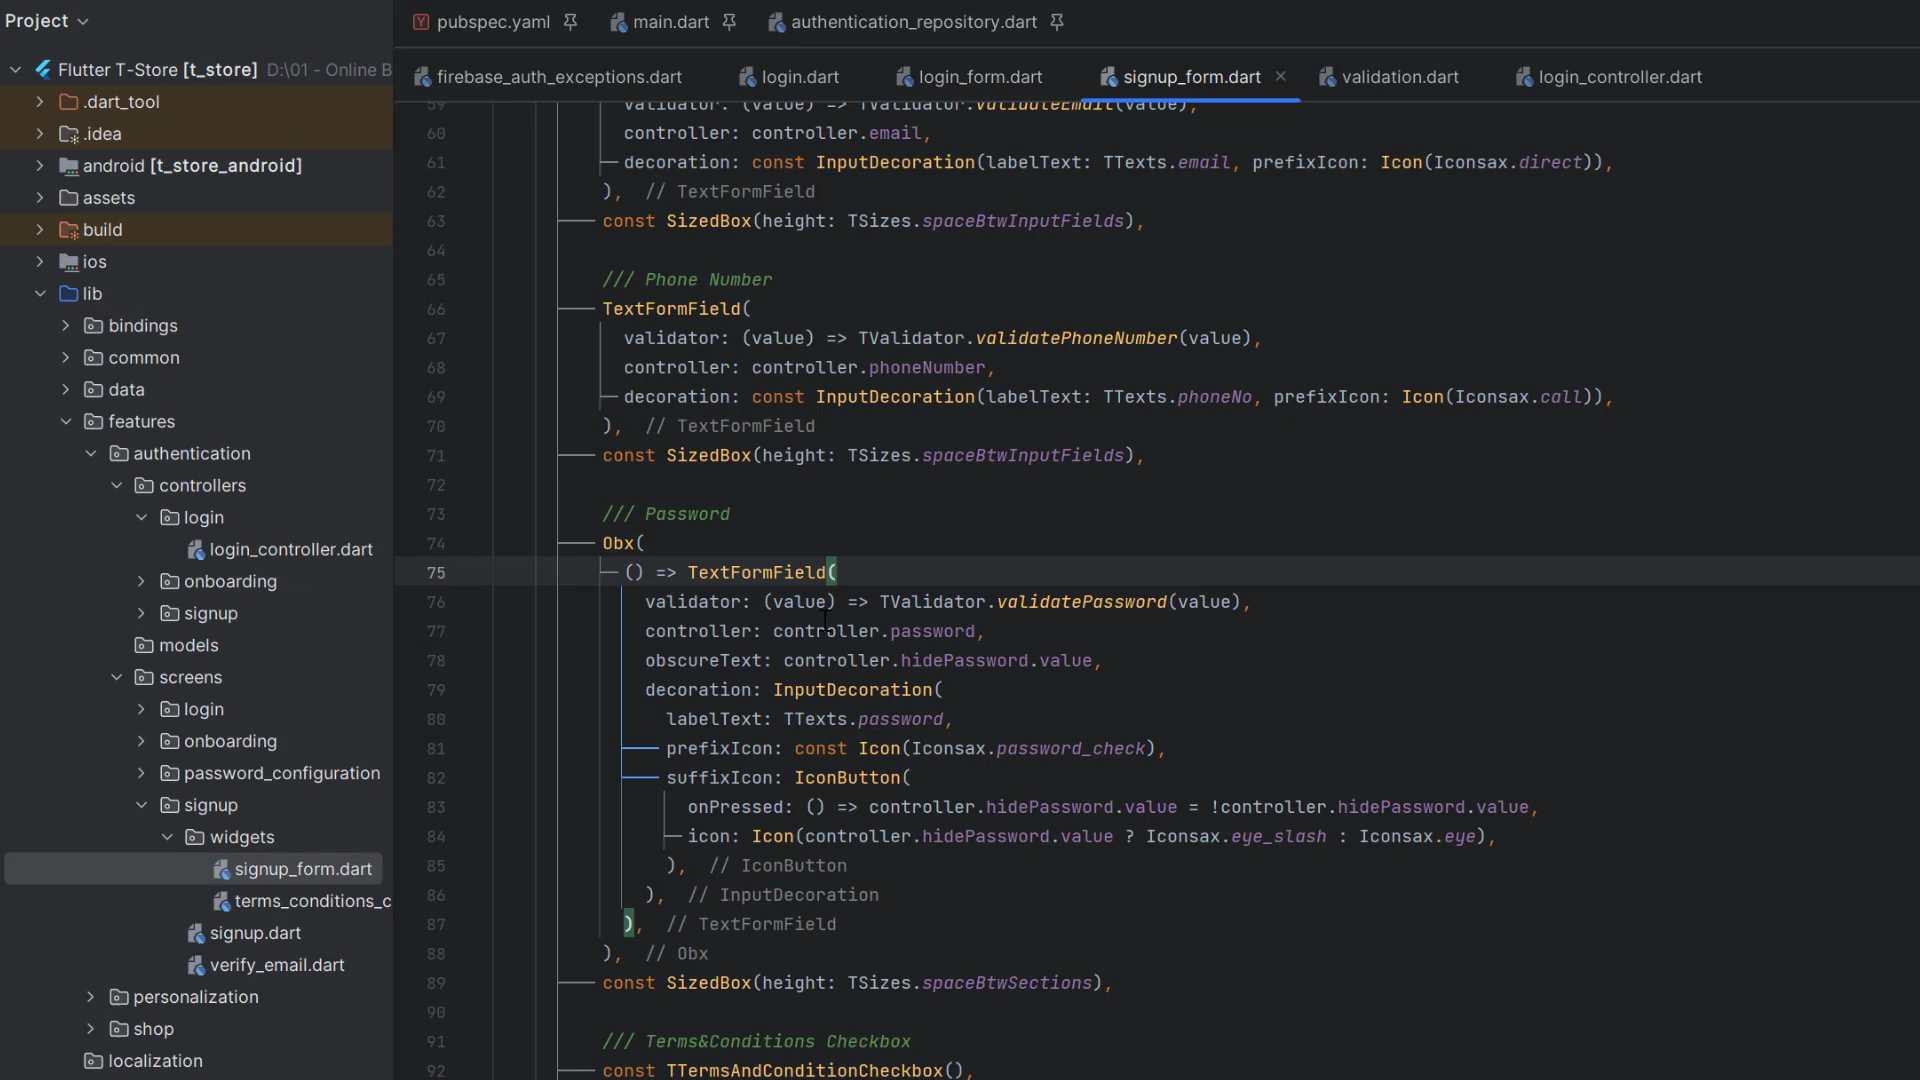 Project
pubspec.yaml
main.dart
authentication_repository.dart
Flutter T-Store [t_store] D:\01 - Online B
.dart_tool
.idea
android [t_store_android]
assets
build
ios
lib
bindings
common
data
features
authentication
controllers
login
login_controller.dart
onboarding
signup
models
screens
login
onboarding
password_configuration
signup
widgets
signup_form.dart
terms_conditions_c
signup.dart
verify_email.dart
personalization
shop
localization
firebase_auth_exceptions.dart
login.dart
login_form.dart
signup_form.dart
validation.dart
login_controller.dart
59 validator: (value) => TValidator.validateEmail(value),
60 controller: controller.email,
61 decoration: const InputDecoration(labelText: TTexts.email, prefixIcon: Icon(Iconsax.direct)),
62 ), // TextFormField
63 const SizedBox(height: TSizes.spaceBtwInputFields),
64
65 /// Phone Number
66 TextFormField(
67 validator: (value) => TValidator.validatePhoneNumber(value),
68 controller: controller.phoneNumber,
69 decoration: const InputDecoration(labelText: TTexts.phoneNo, prefixIcon: Icon(Iconsax.call)),
70 ), // TextFormField
71 const SizedBox(height: TSizes.spaceBtwInputFields),
72
73 /// Password
74 Obx(
75 () => TextFormField(
76 validator: (value) => TValidator.validatePassword(value),
77 controller: controller.password,
78 obscureText: controller.hidePassword.value,
79 decoration: InputDecoration(
80 labelText: TTexts.password,
81 prefixIcon: const Icon(Iconsax.password_check),
82 suffixIcon: IconButton(
83 onPressed: () => controller.hidePassword.value = !controller.hidePassword.value,
84 icon: Icon(controller.hidePassword.value ? Iconsax.eye_slash : Iconsax.eye),
85 ), // IconButton
86 ), // InputDecoration
87 ), // TextFormField
88 ), // Obx
89 const SizedBox(height: TSizes.spaceBtwSections),
90
91 /// Terms&Conditions Checkbox
92 const TTermsAndConditionCheckbox(),